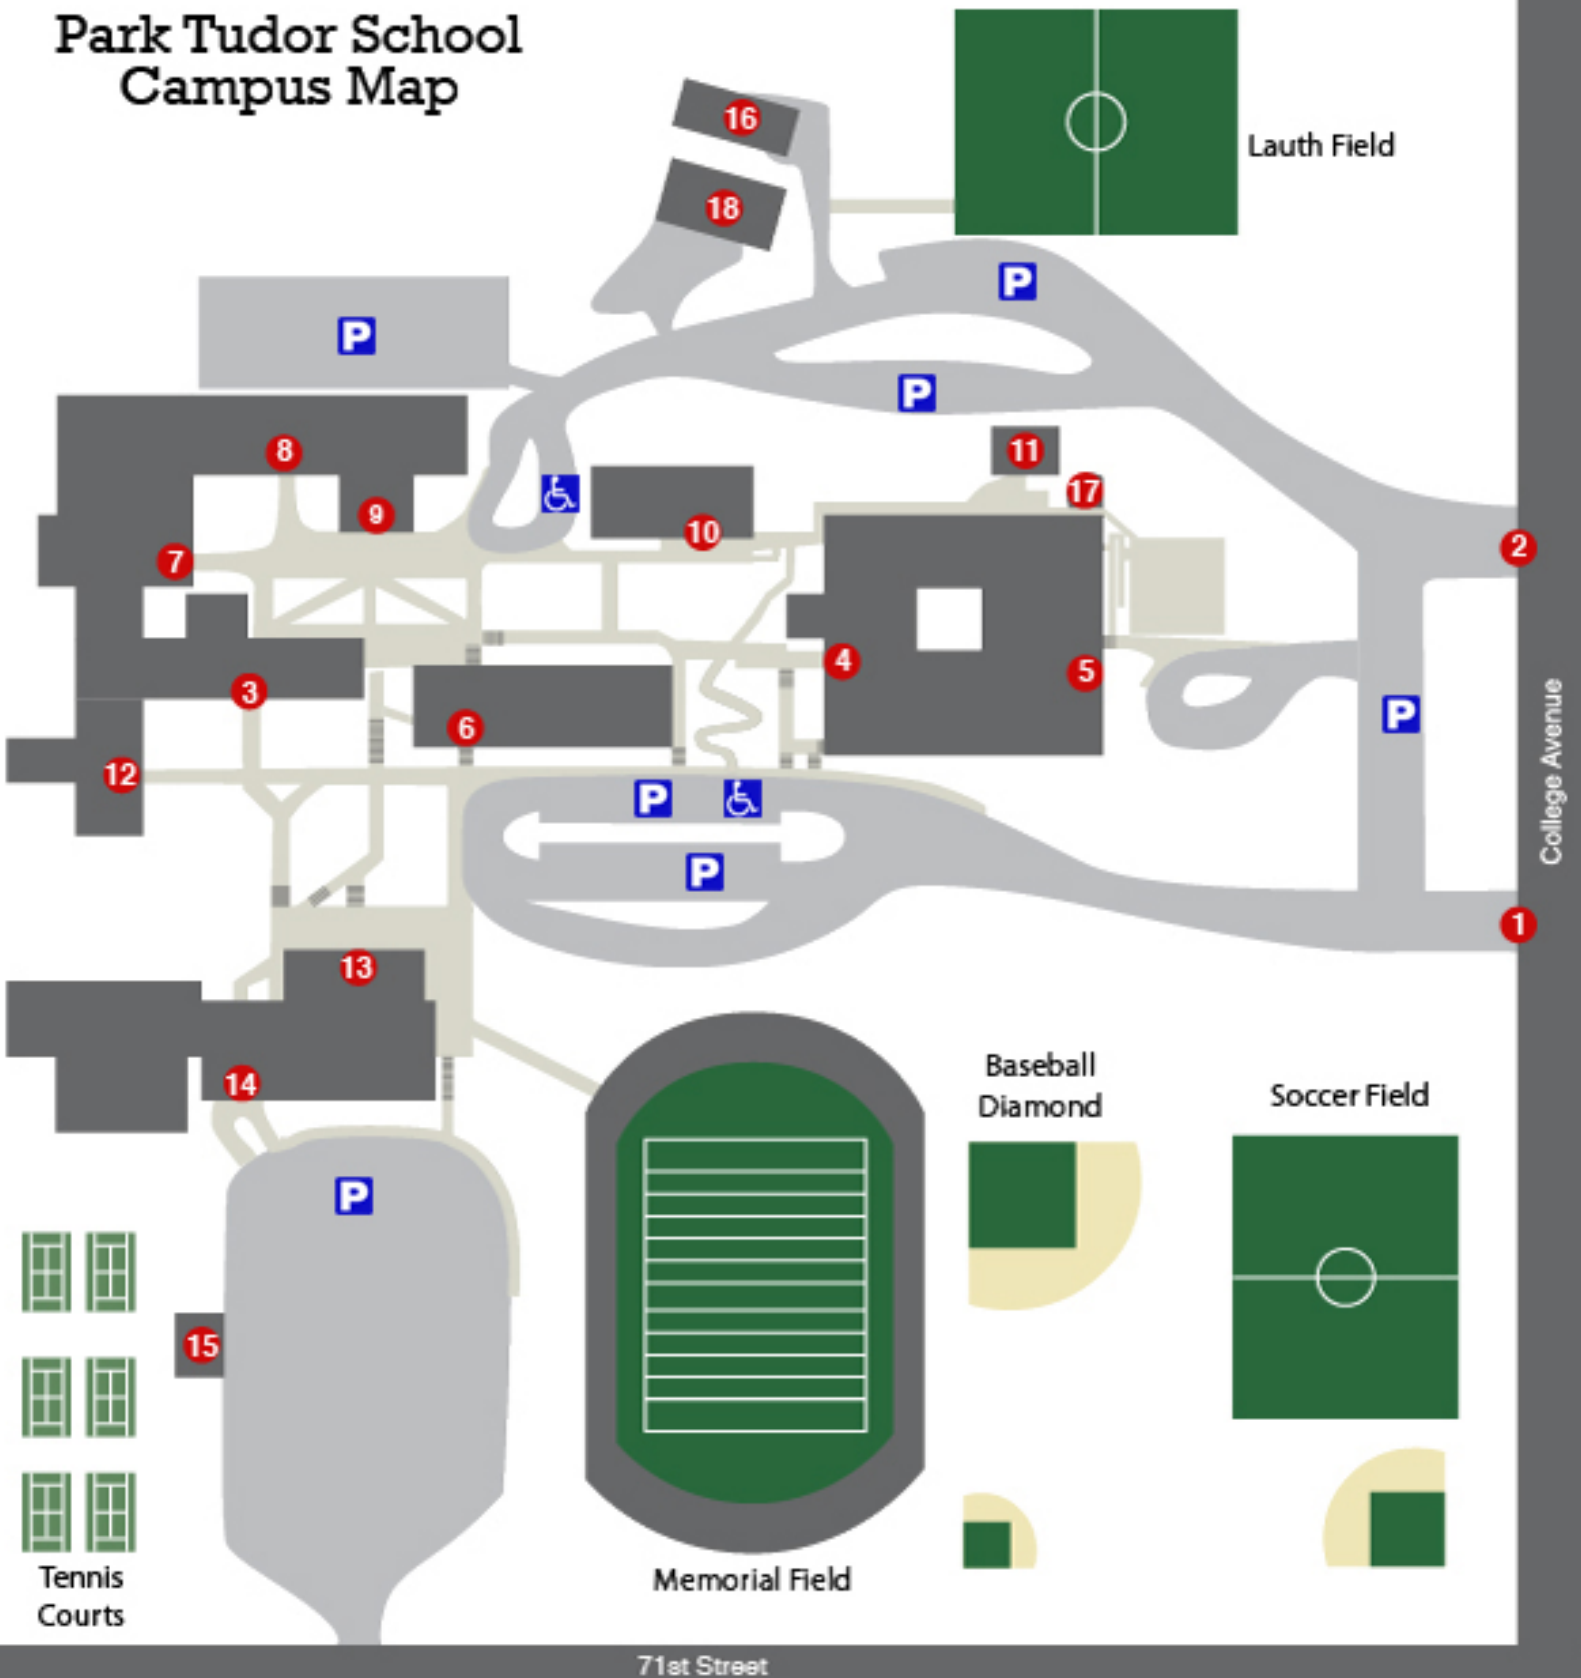 Park Tudor School
Campus Map
16
Lauth Field
18
P
P
P
8
11
17
9
10
2
7
4
5
3
6
P
12
P
P
College Avenue
1
13
Baseball
Diamond
Soccer Field
14
P
15
Tennis
Courts
Memorial Field
71st Street